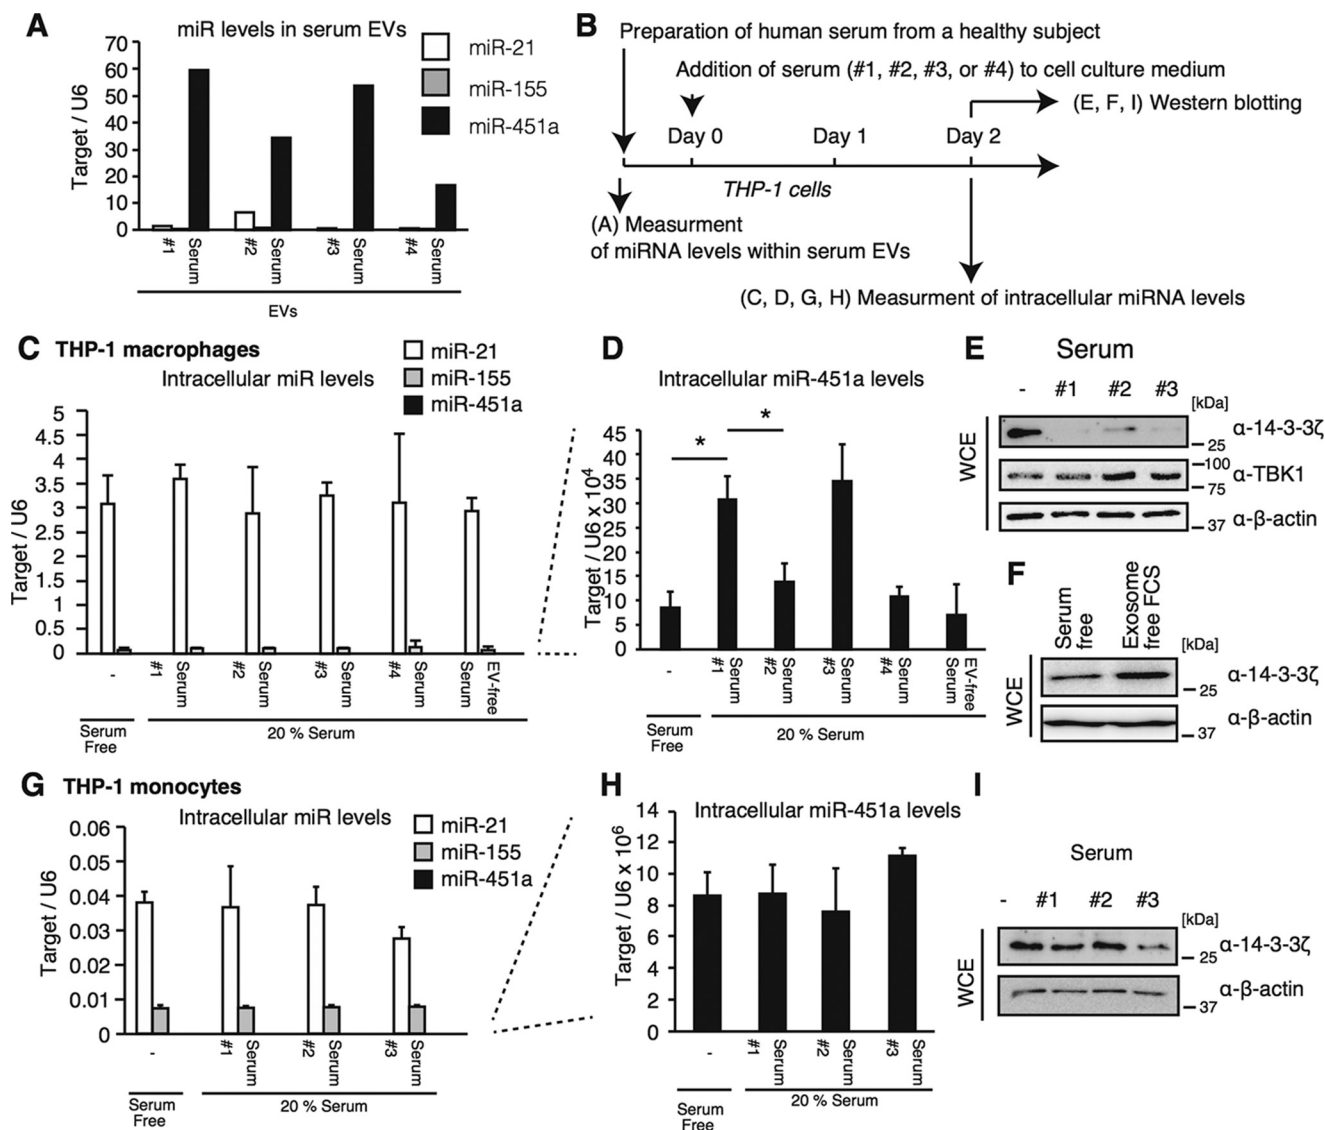 A
miR levels in serum EVs
miR-21
miR-155
miR-451a
Target / U6
70
60
50
40
30
20
10
0
#1 Serum
#2 Serum
#3 Serum
#4 Serum
EVs
B
Preparation of human serum from a healthy subject
Addition of serum (#1, #2, #3, or #4) to cell culture medium
(E, F, I) Western blotting
Day 0
Day 1
Day 2
THP-1 cells
(A) Measurment
of miRNA levels within serum EVs
(C, D, G, H) Measurment of intracellular miRNA levels
C THP-1 macrophages
Intracellular miR levels
miR-21
miR-155
miR-451a
Target / U6
5
4.5
4
3.5
3
2.5
2
1.5
1
0.5
0
-
#1 Serum
#2 Serum
#3 Serum
#4 Serum
EV-free Serum
Serum
Free
20 % Serum
D
Intracellular miR-451a levels
Target / U6 x 10⁴
45
40
35
30
25
20
15
10
5
0
*
*
-
#1 Serum
#2 Serum
#3 Serum
#4 Serum
EV-free Serum
Serum
Free
20 % Serum
E
Serum
- #1 #2 #3
[kDa]
WCE
α-14-3-3ζ
25
100
α-TBK1
75
α-β-actin
37
F
Serum
free
Exosome
free FCS
[kDa]
WCE
α-14-3-3ζ
25
α-β-actin
37
G THP-1 monocytes
Intracellular miR levels
miR-21
miR-155
miR-451a
Target / U6
0.06
0.05
0.04
0.03
0.02
0.01
0
-
#1 Serum
#2 Serum
#3 Serum
Serum
Free
20 % Serum
H
Intracellular miR-451a levels
Target / U6 x 10⁶
14
12
10
8
6
4
2
0
-
#1 Serum
#2 Serum
#3 Serum
Serum
Free
20 % Serum
I
Serum
- #1 #2 #3
[kDa]
WCE
α-14-3-3ζ
25
α-β-actin
37